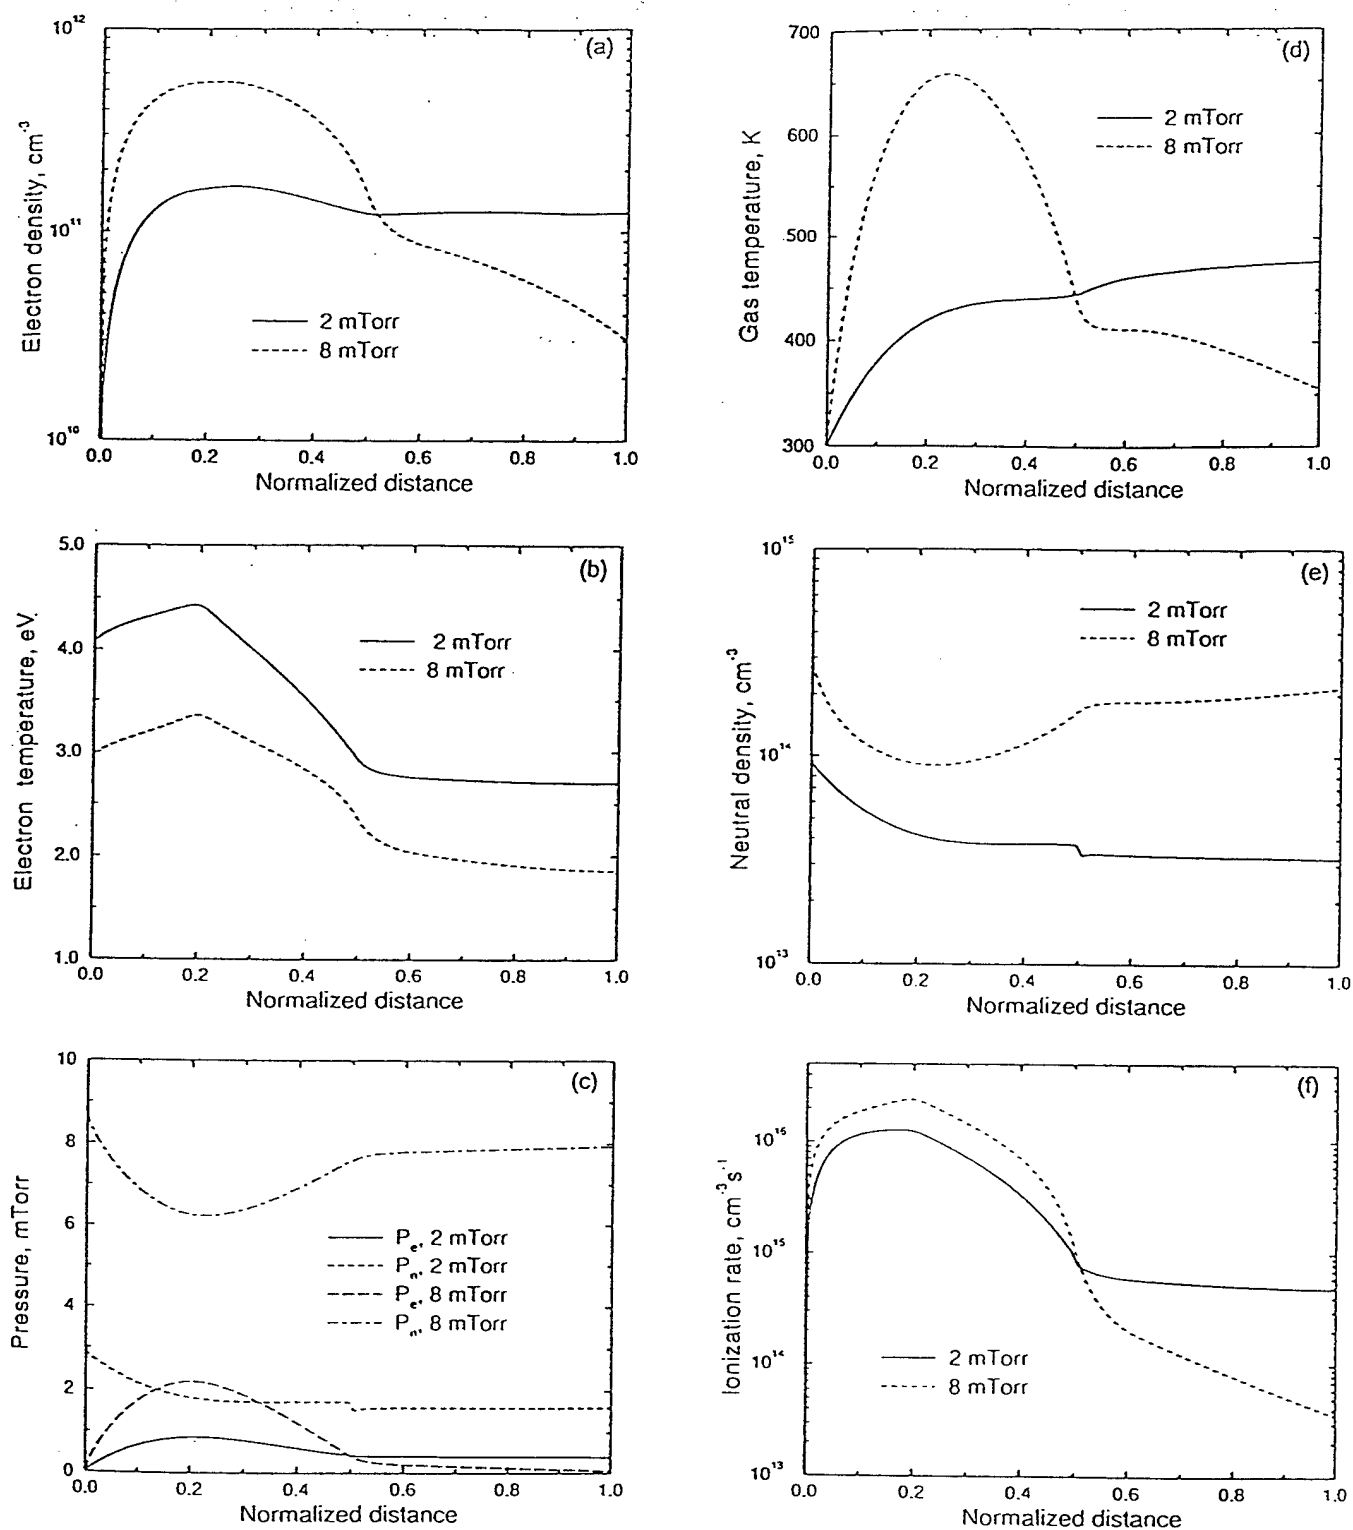 (a)
Electron density, cm⁻³
10¹²
10¹¹
10¹⁰
2 mTorr
8 mTorr
0.0 0.2 0.4 0.6 0.8 1.0
Normalized distance
(d)
Gas temperature, K
700
600
500
400
300
2 mTorr
8 mTorr
0.0 0.2 0.4 0.6 0.8 1.0
Normalized distance
(b)
Electron temperature, eV.
5.0
4.0
3.0
2.0
1.0
2 mTorr
8 mTorr
0.0 0.2 0.4 0.6 0.8 1.0
Normalized distance
(e)
Neutral density, cm⁻³
10¹⁵
10¹⁴
10¹³
2 mTorr
8 mTorr
0.0 0.2 0.4 0.6 0.8 1.0
Normalized distance
(c)
Pressure, mTorr
10
8
6
4
2
0
Pₑ, 2 mTorr
Pₙ, 2 mTorr
Pₑ, 8 mTorr
Pₙ, 8 mTorr
0.0 0.2 0.4 0.6 0.8 1.0
Normalized distance
(f)
Ionization rate, cm⁻³s⁻¹
10¹⁶
10¹⁵
10¹⁴
10¹³
2 mTorr
8 mTorr
0.0 0.2 0.4 0.6 0.8 1.0
Normalized distance